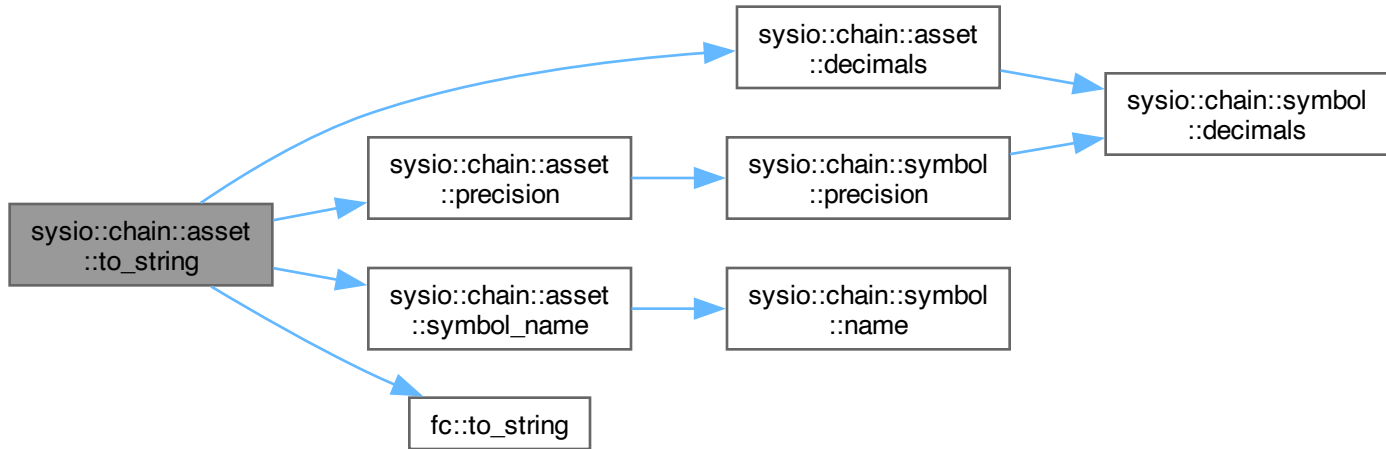 sysio::chain::asset
::to_string
sysio::chain::asset
::decimals
sysio::chain::asset
::precision
sysio::chain::asset
::symbol_name
fc::to_string
sysio::chain::symbol
::precision
sysio::chain::symbol
::name
sysio::chain::symbol
::decimals